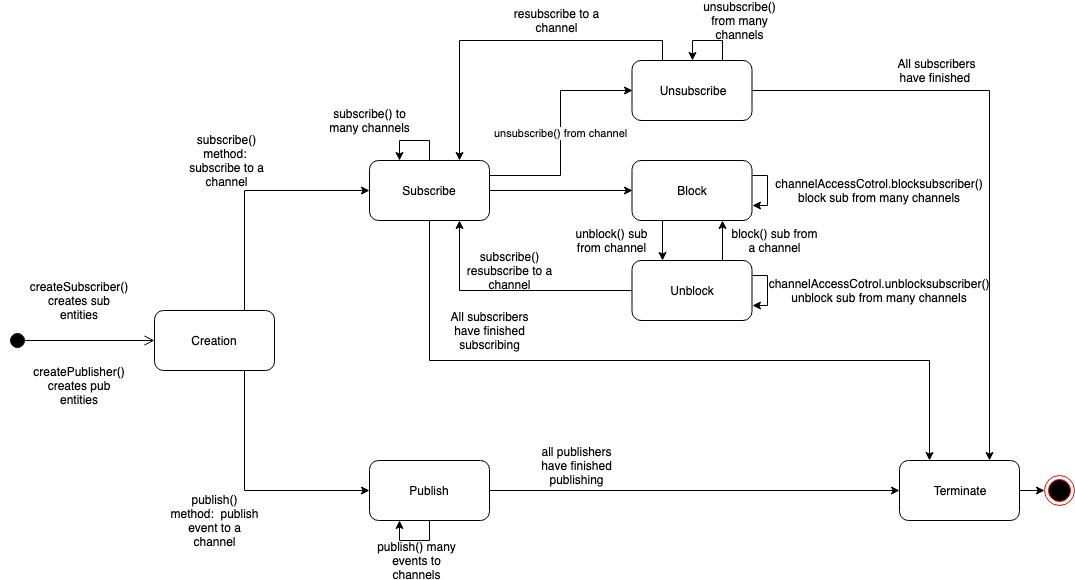 resubscribe to a
channel
unsubscribe()
from many
channels
All subscribers
have finished
Unsubscribe
subscribe() to
many channels
unsubscribe() from channel
subscribe()
method:
subscribe to a
channel
Subscribe
Block
channelAccessCotrol.blocksubscriber()
block sub from many channels
unblock() sub
from channel
block() sub from
a channel
subscribe()
resubscribe to a
channel
Unblock
channelAccessCotrol.unblocksubscriber()
unblock sub from many channels
createSubscriber()
creates sub
entities
All subscribers
have finished
subscribing
Creation
createPublisher()
creates pub
entities
all publishers
have finished
publishing
Publish
Terminate
publish()
method: publish
event to a
channel
publish() many
events to
channels